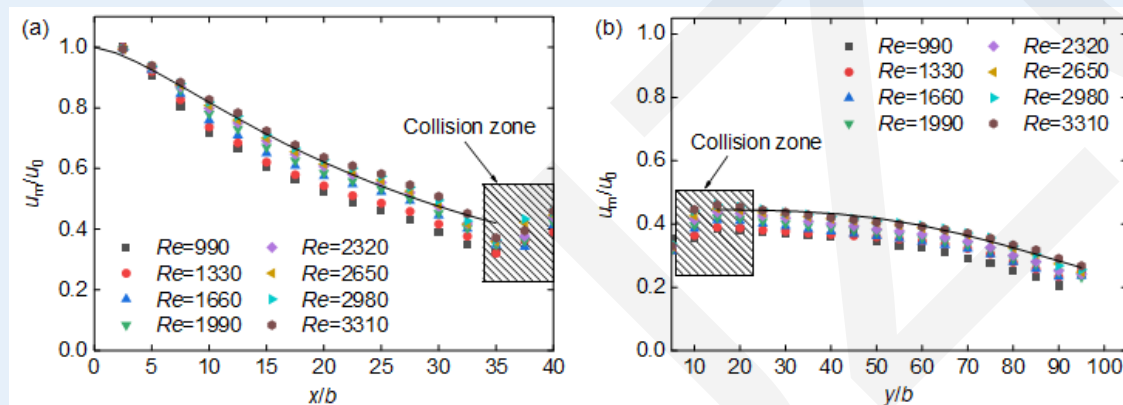 (a)
1.0
0.8
0.6
0.4
0.2
0.0
um/u0
Collision zone
Re=990
Re=2320
Re=1330
Re=2650
Re=1660
Re=2980
Re=1990
Re=3310
0 5 10 15 20 25 30 35 40
x/b
(b)
1.0
0.8
0.6
0.4
0.2
0.0
um/u0
Re=990
Re=2320
Re=1330
Re=2650
Re=1660
Re=2980
Re=1990
Re=3310
Collision zone
10 20 30 40 50 60 70 80 90 100
y/b